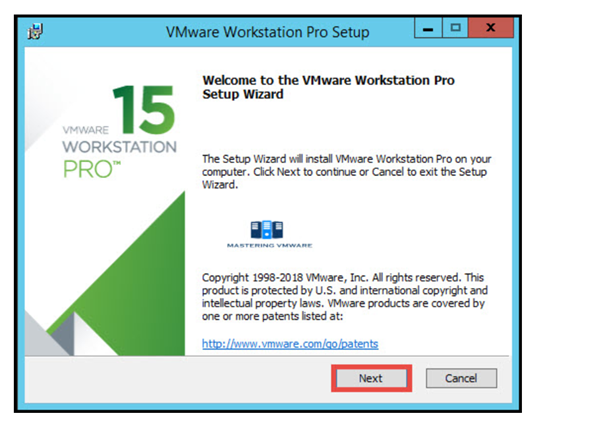 VMware Workstation Pro Setup
x
Welcome to the VMware Workstation Pro
Setup Wizard
15
VMWARE
WORKSTATION
PRO™
The Setup Wizard will install VMware Workstation Pro on your
computer. Click Next to continue or Cancel to exit the Setup
Wizard.
MASTERING VMWARE
Copyright 1998-2018 VMware, Inc. All rights reserved. This
product is protected by U.S. and international copyright and
intellectual property laws. VMware products are covered by
one or more patents listed at:
http://www.vmware.com/go/patents
Next
Cancel